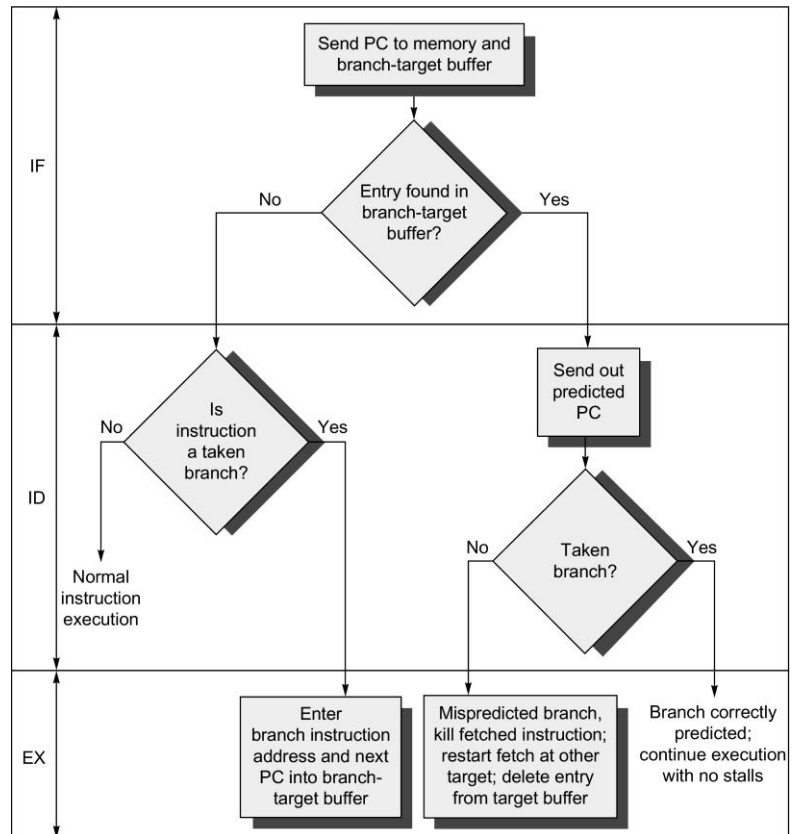 Send PC to memory and
branch-target buffer
IF
No
Entry found in
branch-target
buffer?
Yes
Send out
predicted
PC
No
Is
instruction
a taken
branch?
Yes
ID
No
Taken
branch?
Yes
Normal
instruction
execution
EX
Enter
branch instruction
address and next
PC into branch-
target buffer
Mispredicted branch,
kill fetched instruction;
restart fetch at other
target; delete entry
from target buffer
Branch correctly
predicted;
continue execution
with no stalls